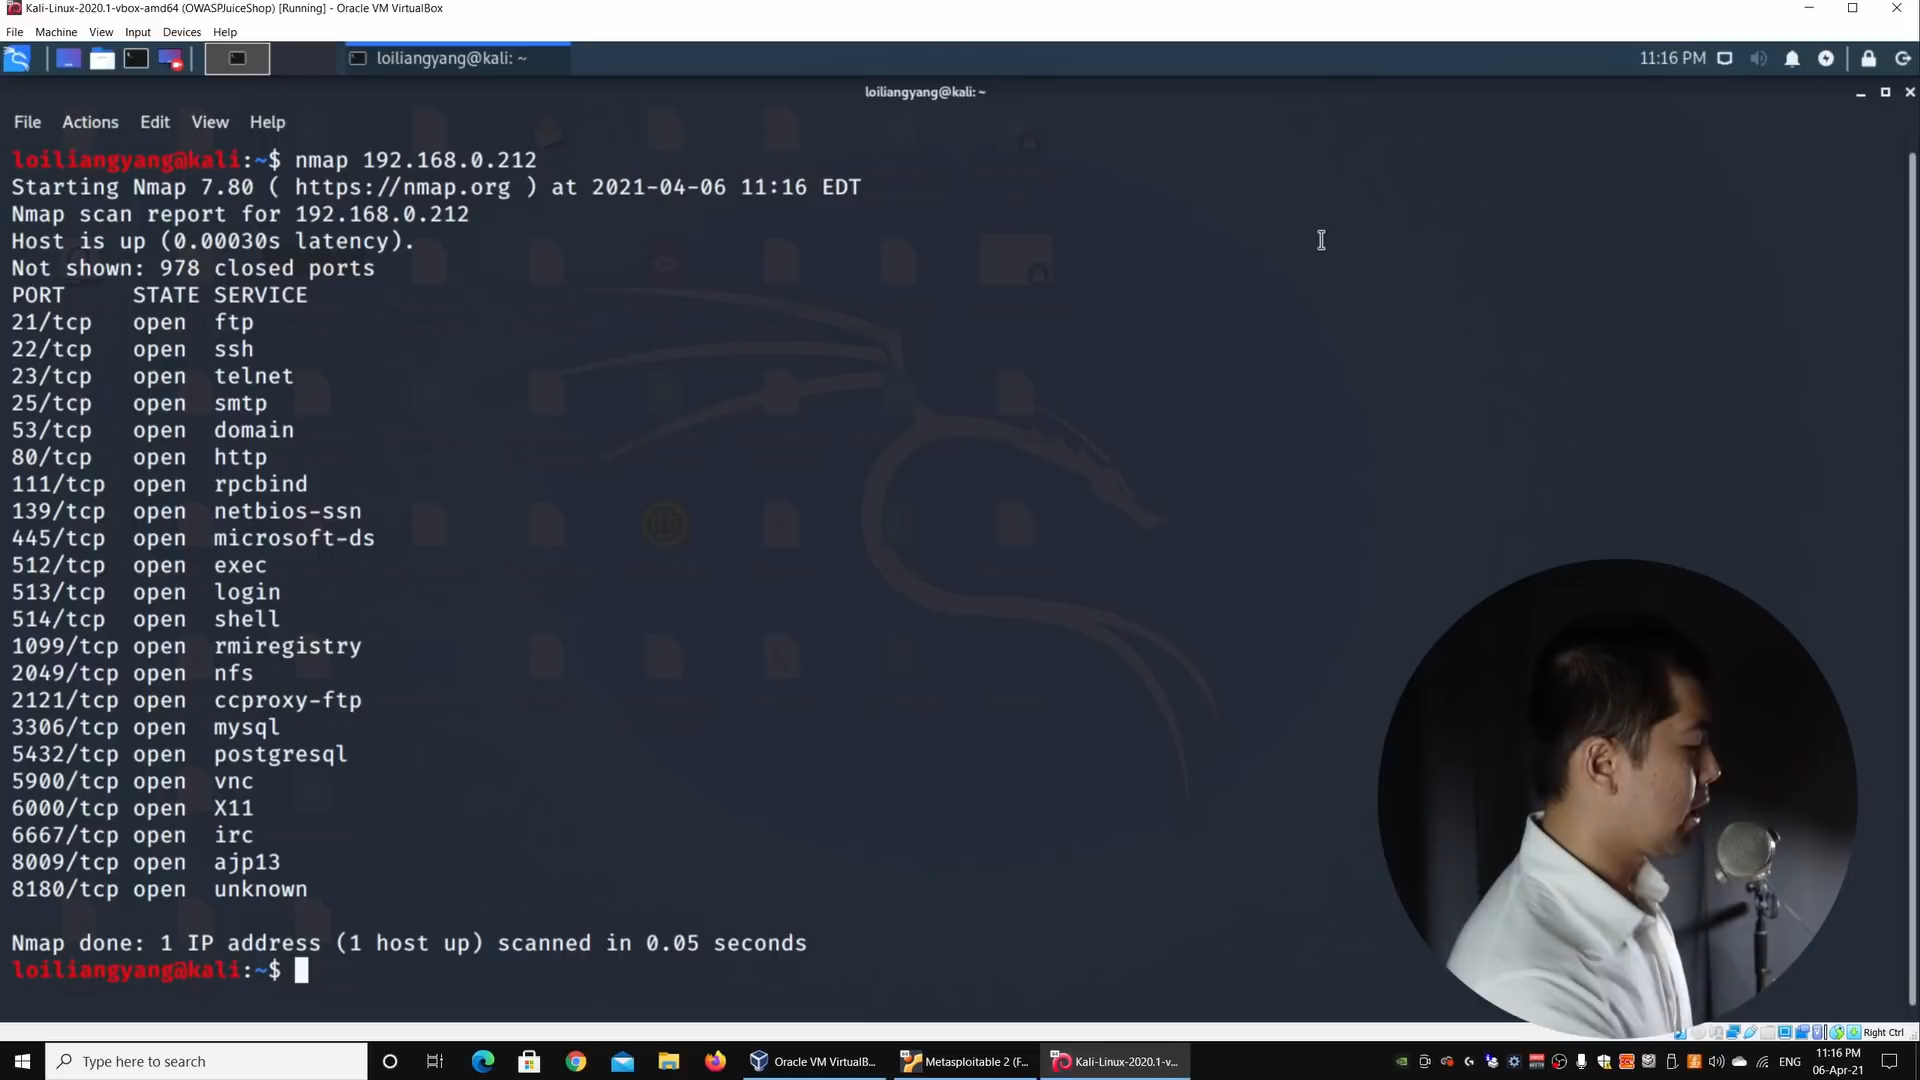 Kali-Linux-2020.1-vbox-amd64 (OWASPJuiceShop) [Running] - Oracle VM VirtualBox
File Machine View Input Devices Help
loiliangyang@kali: ~
11:16 PM
loiliangyang@kali: ~
File Actions Edit View Help
loiliangyang@kali:~$ nmap 192.168.0.212
Starting Nmap 7.80 ( https://nmap.org ) at 2021-04-06 11:16 EDT
Nmap scan report for 192.168.0.212
Host is up (0.00030s latency).
Not shown: 978 closed ports
PORT STATE SERVICE
21/tcp open ftp
22/tcp open ssh
23/tcp open telnet
25/tcp open smtp
53/tcp open domain
80/tcp open http
111/tcp open rpcbind
139/tcp open netbios-ssn
445/tcp open microsoft-ds
512/tcp open exec
513/tcp open login
514/tcp open shell
1099/tcp open rmiregistry
2049/tcp open nfs
2121/tcp open ccproxy-ftp
3306/tcp open mysql
5432/tcp open postgresql
5900/tcp open vnc
6000/tcp open X11
6667/tcp open irc
8009/tcp open ajp13
8180/tcp open unknown
Nmap done: 1 IP address (1 host up) scanned in 0.05 seconds
loiliangyang@kali:~$
Right Ctrl
Type here to search
Oracle VM VirtualB...
Metasploitable 2 (F...
Kali-Linux-2020.1-v...
ENG
11:16 PM
06-Apr-21